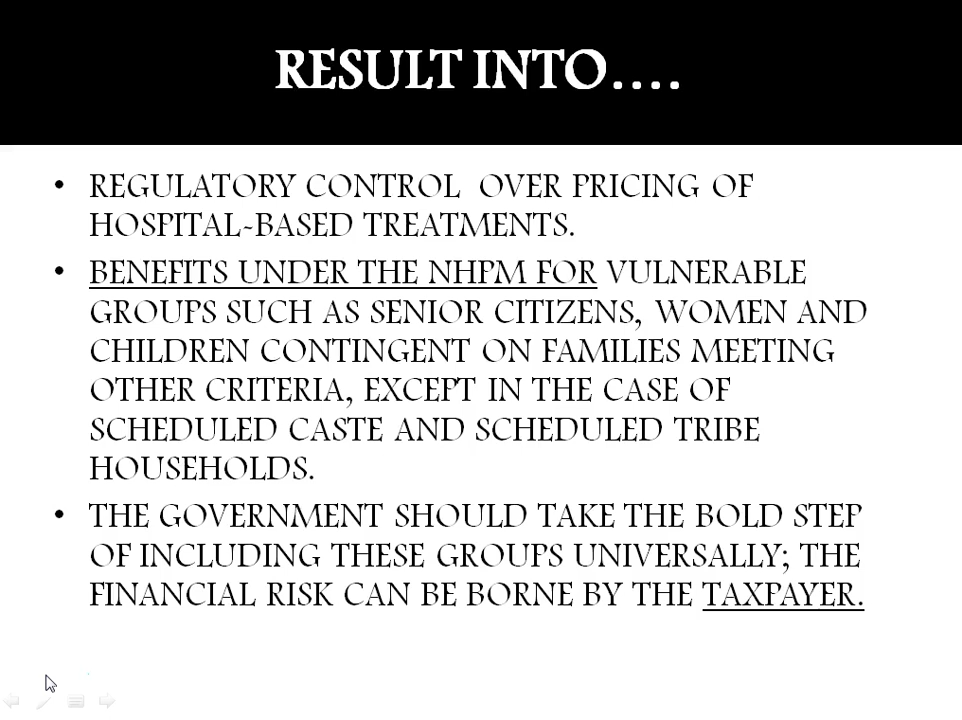 RESULT INTO....
• REGULATORY CONTROL OVER PRICING OF
HOSPITAL-BASED TREATMENTS.
• BENEFITS UNDER THE NHPM FOR VULNERABLE
GROUPS SUCH AS SENIOR CITIZENS, WOMEN AND
CHILDREN CONTINGENT ON FAMILIES MEETING
OTHER CRITERIA, EXCEPT IN THE CASE OF
SCHEDULED CASTE AND SCHEDULED TRIBE
HOUSEHOLDS.
• THE GOVERNMENT SHOULD TAKE THE BOLD STEP
OF INCLUDING THESE GROUPS UNIVERSALLY; THE
FINANCIAL RISK CAN BE BORNE BY THE TAXPAYER.